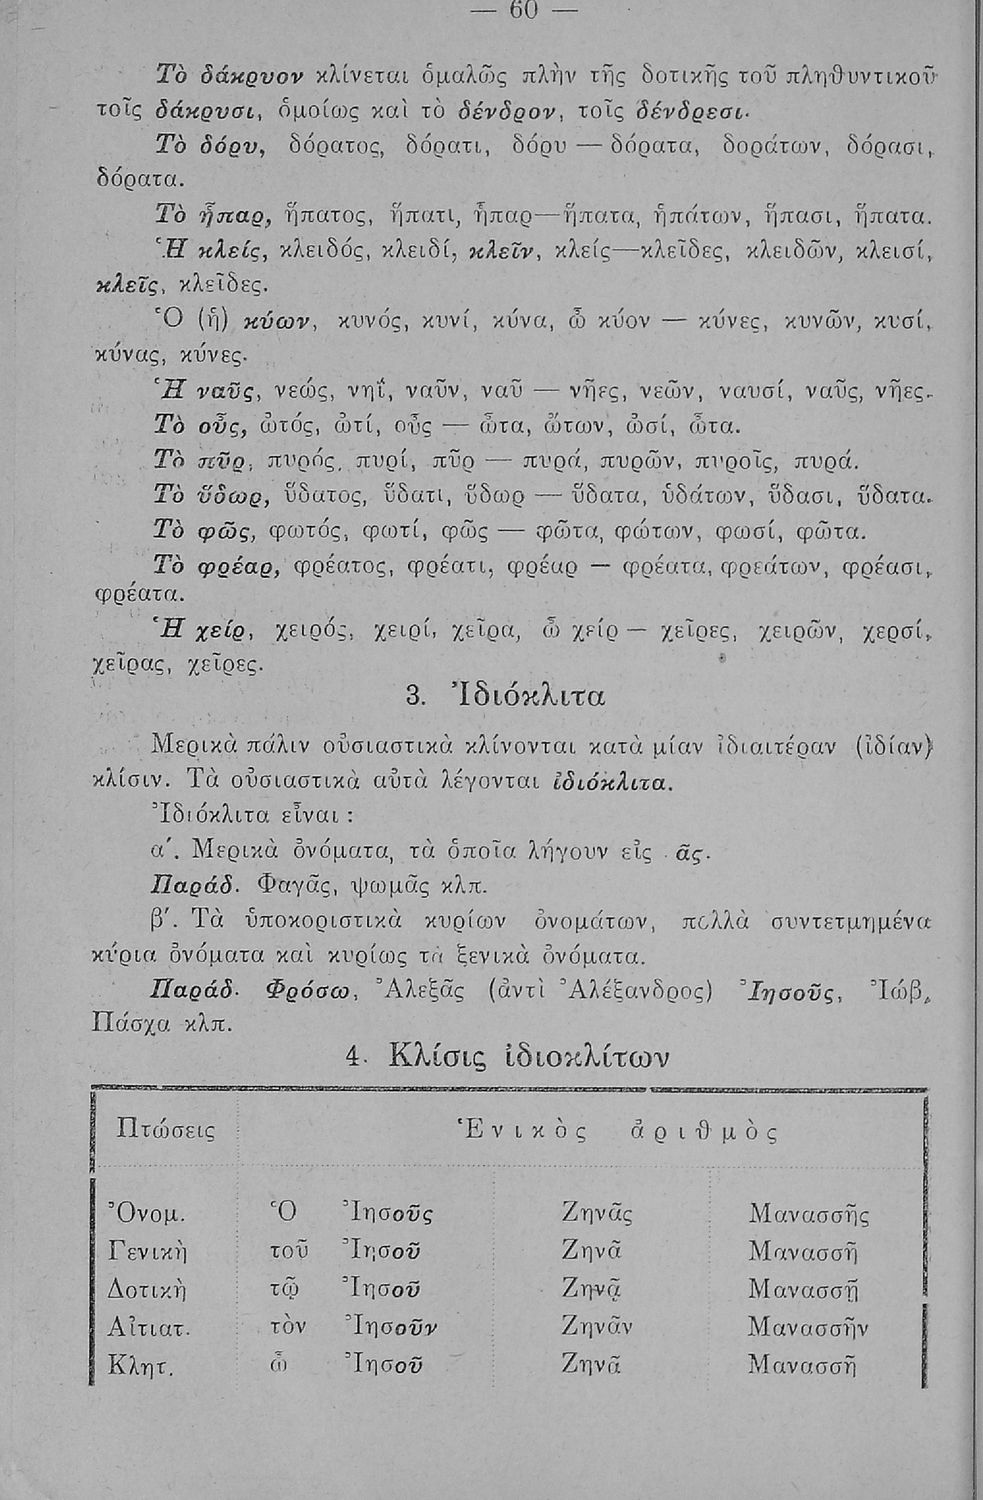 — 60 —
Τὸ δάκρυον κλίνεται ὁμαλῶς πλὴν τῆς δοτικῆς τοῦ πληθυντικοῦ
τοῖς δάκρυσι, ὁμοίως καὶ τὸ δένδρον, τοῖς δένδρεσι.
Τὸ δόρυ, δόρατος, δόρατι, δόρυ — δόρατα, δοράτων, δόρασι,
δόρατα.
Τὸ ἧπαρ, ἥπατος, ἥπατι, ἧπαρ — ἥπατα, ἡπάτων, ἥπασι, ἥπατα.
Ἡ κλείς, κλειδός, κλειδί, κλεῖν, κλείς — κλεῖδες, κλειδῶν, κλεισί,
κλεῖς, κλεῖδες.
Ὁ (ἡ) κύων, κυνός, κυνί, κύνα, ὦ κύον — κύνες, κυνῶν, κυσί,
κύνας, κύνες.
Ἡ ναῦς, νεώς, νηΐ, ναῦν, ναῦ — νῆες, νεῶν, ναυσί, ναῦς, νῆες.
Τὸ οὖς, ὠτός, ὠτί, οὖς — ὦτα, ὤτων, ὠσί, ὦτα.
Τὸ πῦρ, πυρός, πυρί, πῦρ — πυρά, πυρῶν, πυροῖς, πυρά.
Τὸ ὕδωρ, ὕδατος, ὕδατι, ὕδωρ — ὕδατα, ὑδάτων, ὕδασι, ὕδατα.
Τὸ φῶς, φωτός, φωτί, φῶς — φῶτα, φώτων, φωσί, φῶτα.
Τὸ φρέαρ, φρέατος, φρέατι, φρέαρ — φρέατα, φρεάτων, φρέασι,
φρέατα.
Ἡ χείρ, χειρός, χειρί, χεῖρα, ὦ χείρ — χεῖρες, χειρῶν, χερσί,
χεῖρας, χεῖρες.
3. Ἰδιόκλιτα
Μερικὰ πάλιν οὐσιαστικὰ κλίνονται κατὰ μίαν ἰδιαιτέραν (ἰδίαν)
κλίσιν. Τὰ οὐσιαστικὰ αὐτὰ λέγονται ἰδιόκλιτα.
Ἰδιόκλιτα εἶναι :
α΄. Μερικὰ ὀνόματα, τὰ ὁποῖα λήγουν εἰς ᾶς.
Παράδ. Φαγᾶς, ψωμᾶς κλπ.
β΄. Τὰ ὑποκοριστικὰ κυρίων ὀνομάτων, πολλὰ συντετμημένα
κύρια ὀνόματα καὶ κυρίως τὰ ξενικὰ ὀνόματα.
Παράδ. Φρόσω, Ἀλεξᾶς (ἀντὶ Ἀλέξανδρος) Ἰησοῦς, Ἰώβ,
Πάσχα κλπ.
4. Κλίσις ἰδιοκλίτων
Πτώσεις Ἑνικὸς ἀριθμὸς
Ὀνομ. Ὁ Ἰησοῦς Ζηνᾶς Μανασσῆς
Γενικὴ τοῦ Ἰησοῦ Ζηνᾶ Μανασσῆ
Δοτικὴ τῷ Ἰησοῦ Ζηνᾷ Μανασσῇ
Αἰτιατ. τὸν Ἰησοῦν Ζηνᾶν Μανασσῆν
Κλητ. ὦ Ἰησοῦ Ζηνᾶ Μανασσῆ